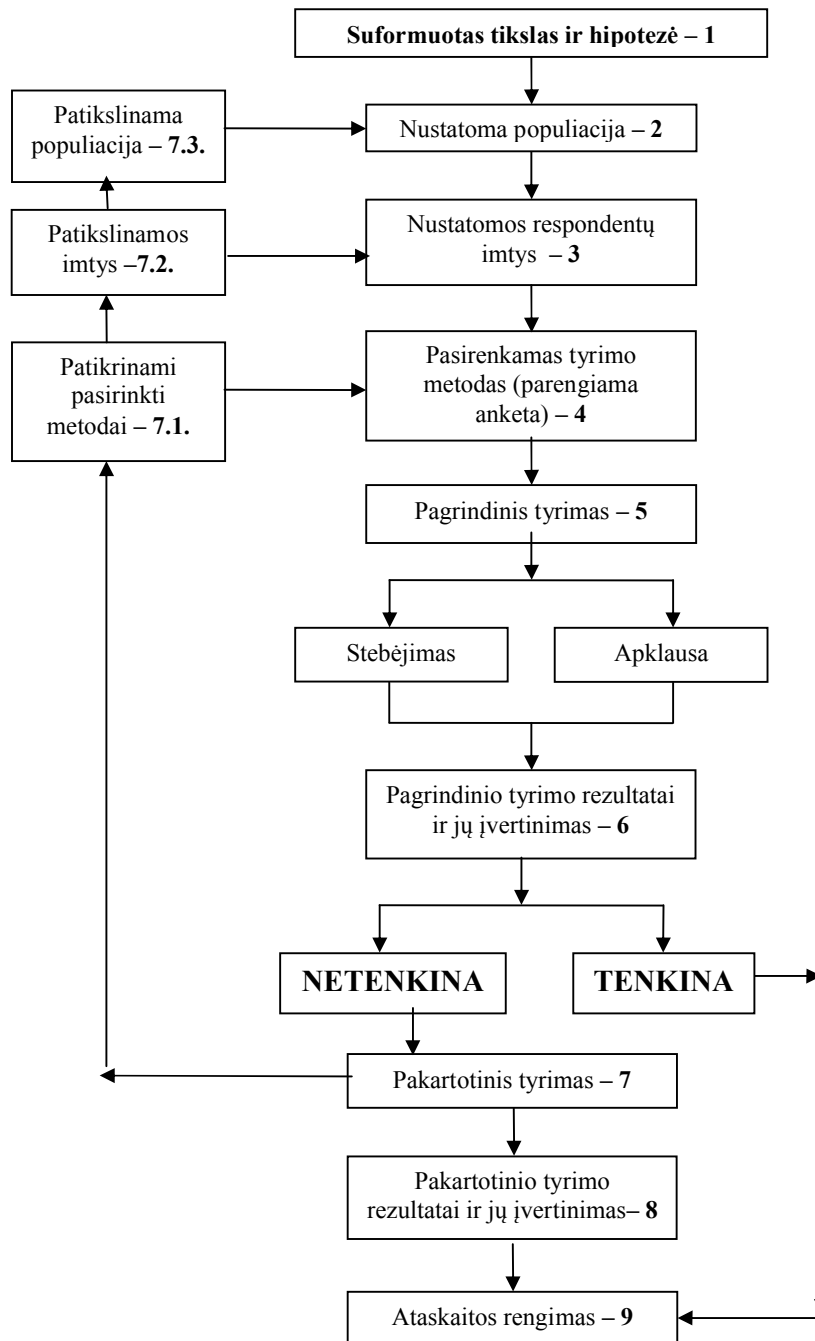 Suformuotas tikslas ir hipotezė – 1
Patikslinama
populiacija – 7.3.
Nustatoma populiacija – 2
Patikslinamos
imtys –7.2.
Nustatomos respondentų
imtys – 3
Patikrinami
pasirinkti
metodai – 7.1.
Pasirenkamas tyrimo
metodas (parengiama
anketa) – 4
Pagrindinis tyrimas – 5
Stebėjimas
Apklausa
Pagrindinio tyrimo rezultatai
ir jų įvertinimas – 6
NETENKINA
TENKINA
Pakartotinis tyrimas – 7
Pakartotinio tyrimo
rezultatai ir jų įvertinimas– 8
Ataskaitos rengimas – 9